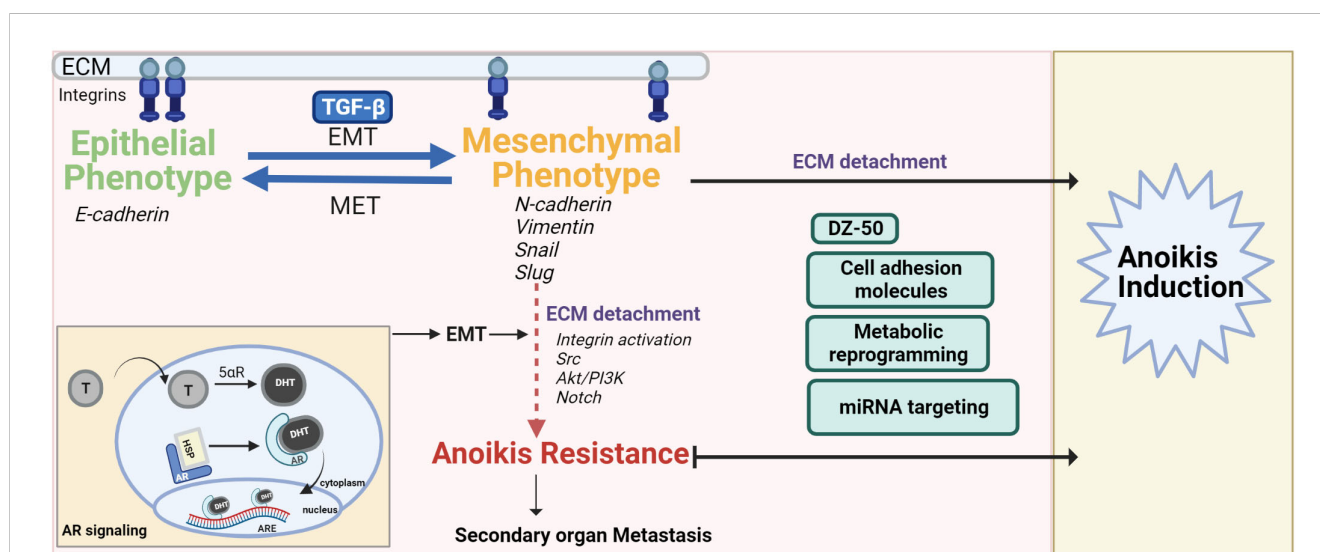 ECM
Integrins
TGF-β
EMT
MET
Epithelial
Phenotype
E-cadherin
Mesenchymal
Phenotype
N-cadherin
Vimentin
Snail
Slug
ECM detachment
DZ-50
Cell adhesion
molecules
Metabolic
reprogramming
miRNA targeting
Anoikis
Induction
ECM detachment
Integrin activation
Src
Akt/PI3K
Notch
EMT
T
T
5αR
DHT
HSP
AR
DHT
AR
cytoplasm
DHT
DHT
nucleus
ARE
AR signaling
Anoikis Resistance
Secondary organ Metastasis